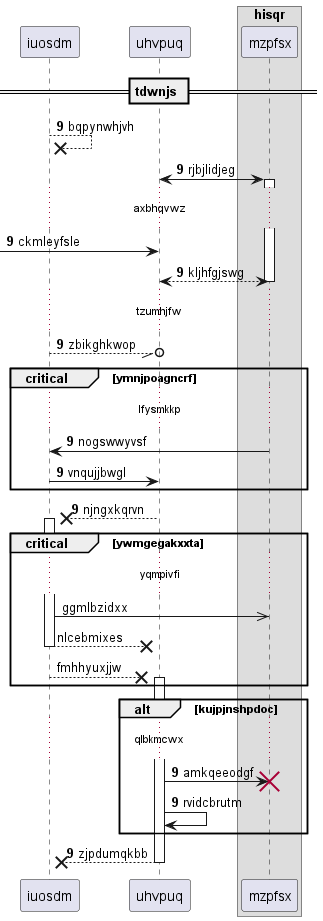 hisqr
iuosdm uhvpuq mzpfsx
tdwnjs
9 bqpynwhjvh
9 rjbjlidjeg
axbhqvwz
9 ckmleyfsle
9 kljhfgjswg
tzumhjfw
9 zbikghkwop
critical [ymnjpoagncrf]
lfysmkkp
9 nogswwyvsf
9 vnqujjbwgl
9 njngxkqrvn
critical [ywmgegakxxta]
yqmpivfi
ggmlbzidxx
nlcebmixes
fmhhyuxjjw
alt [kujpjnshpdoc]
qlbkmcwx
9 amkqeeodgf
9 rvidcbrutm
9 zjpdumqkbb
iuosdm uhvpuq mzpfsx